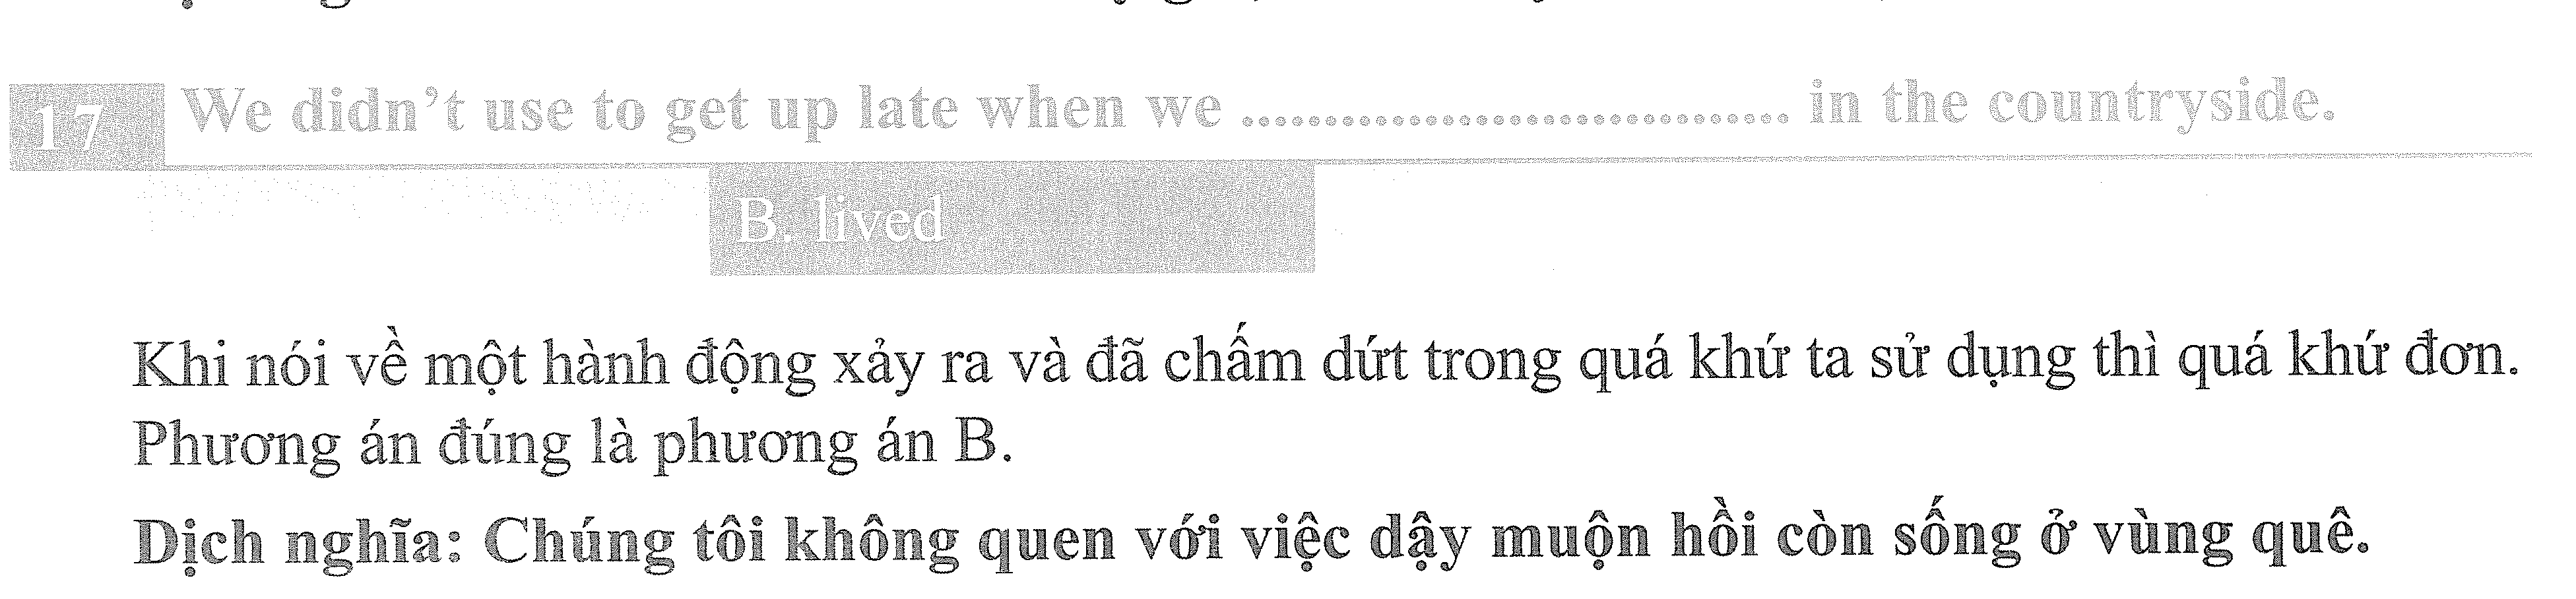 17 We didn't use to get up late when we ................................. in the countryside.
B. lived
Khi nói về một hành động xảy ra và đã chấm dứt trong quá khứ ta sử dụng thì quá khứ đơn.
Phương án đúng là phương án B.
Dịch nghĩa: Chúng tôi không quen với việc dậy muộn hồi còn sống ở vùng quê.